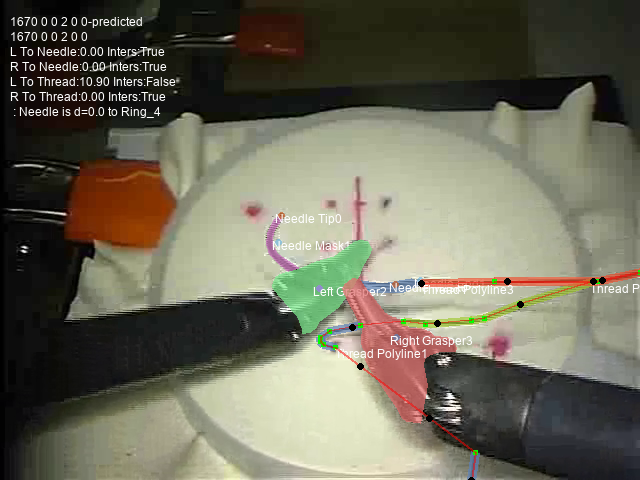 1670 0 0 2 0 0-predicted
1670 0 0 2 0 0
L To Needle:0.00 Inters:True
R To Needle:0.00 Inters:True
L To Thread:10.90 Inters:False
R To Thread:0.00 Inters:True
: Needle is d=0.0 to Ring_4
Needle Tip0
Needle Mask1
Left Grasper2
Polyline3
Thread P
Right Grasper3
Thread Polyline1